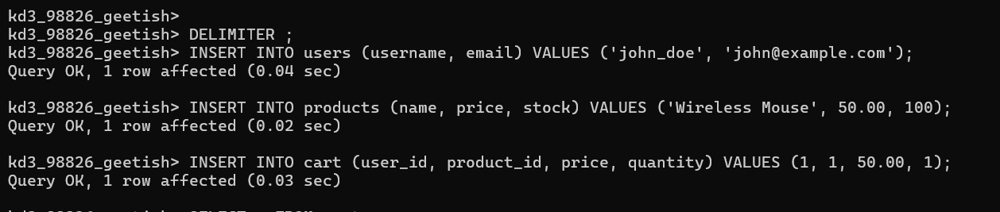 kd3_98826_geetish>
kd3_98826_geetish> DELIMITER ;
kd3_98826_geetish> INSERT INTO users (username, email) VALUES ('john_doe', 'john@example.com');
Query OK, 1 row affected (0.04 sec)
kd3_98826_geetish> INSERT INTO products (name, price, stock) VALUES ('Wireless Mouse', 50.00, 100);
Query OK, 1 row affected (0.02 sec)
kd3_98826_geetish> INSERT INTO cart (user_id, product_id, price, quantity) VALUES (1, 1, 50.00, 1);
Query OK, 1 row affected (0.03 sec)